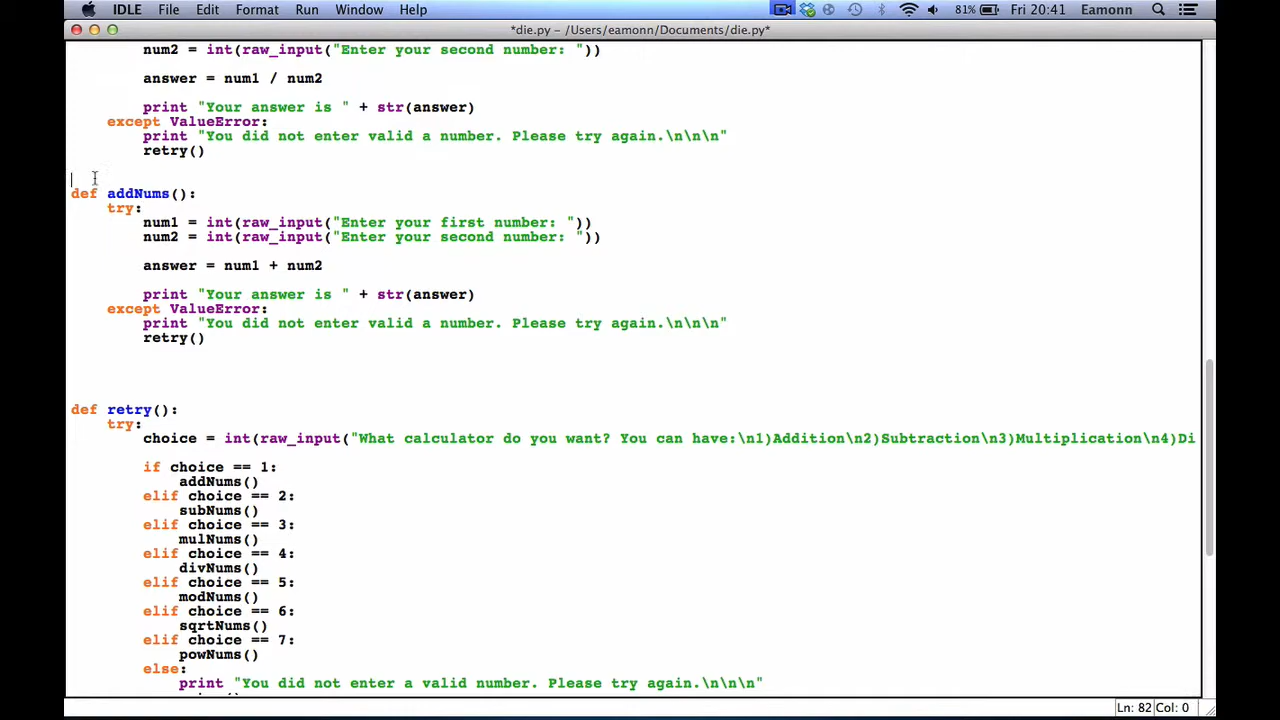 IDLE File Edit Format Run Window Help 81% Fri 20:41 Eamonn
*die.py – /Users/eamonn/Documents/die.py*
num2 = int(raw_input("Enter your second number: "))
answer = num1 / num2
print "Your answer is " + str(answer)
except ValueError:
print "You did not enter valid a number. Please try again.\n\n\n"
retry()
def addNums():
try:
num1 = int(raw_input("Enter your first number: "))
num2 = int(raw_input("Enter your second number: "))
answer = num1 + num2
print "Your answer is " + str(answer)
except ValueError:
print "You did not enter valid a number. Please try again.\n\n\n"
retry()
def retry():
try:
choice = int(raw_input("What calculator do you want? You can have:\n1)Addition\n2)Subtraction\n3)Multiplication\n4)Di
if choice == 1:
addNums()
elif choice == 2:
subNums()
elif choice == 3:
mulNums()
elif choice == 4:
divNums()
elif choice == 5:
modNums()
elif choice == 6:
sqrtNums()
elif choice == 7:
powNums()
else:
print "You did not enter a valid number. Please try again.\n\n\n"
Ln: 82 Col: 0